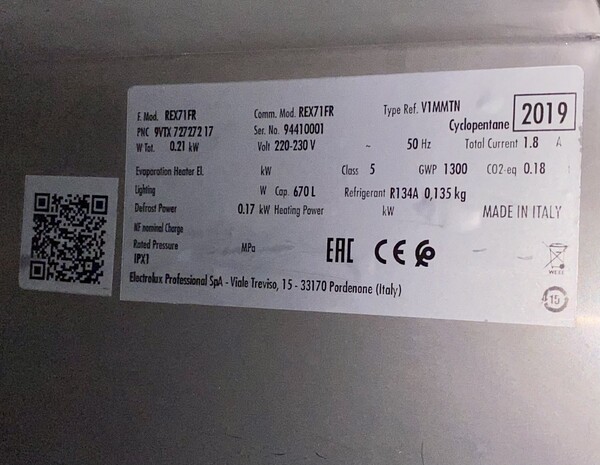 F. Mod. REX71FR Comm. Mod. REX71FR Type Ref. V1MMTN
PNC 9VTX 727272 17 Ser. No. 94410001 Cyclopentane 2019
W Tot. 0.21 kW Volt 220-230 V ~ 50 Hz Total Current 1.8 A
Evaporation Heater El. kW Class 5 GWP 1300 CO2-eq 0.18
Lighting W Cap. 670 L Refrigerant R134A 0,135 kg
Defrost Power 0.17 kW Heating Power kW MADE IN ITALY
NF nominal Charge
Rated Pressure MPa EAC CE
IPX1 WEEE
Electrolux Professional SpA - Viale Treviso, 15 - 33170 Pordenone (Italy) 15